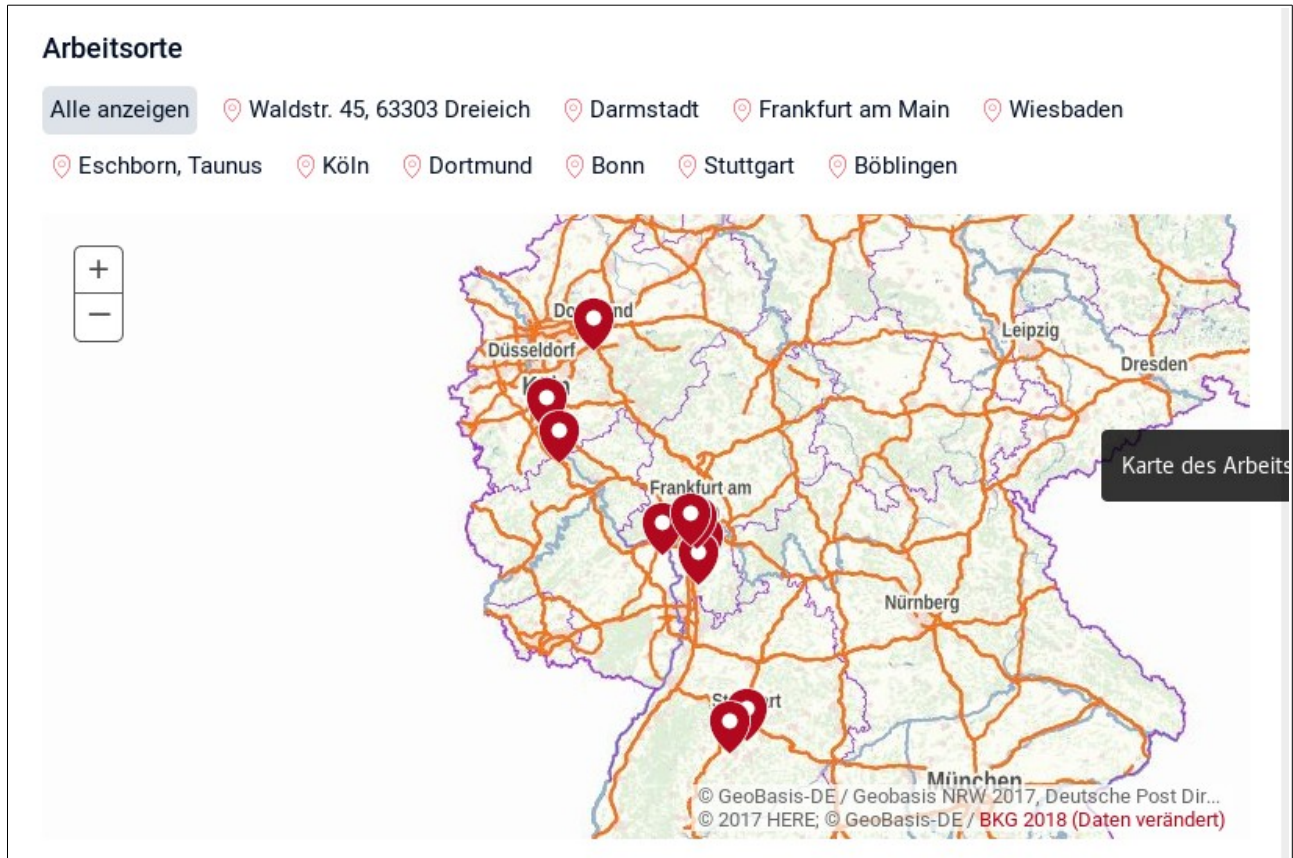 Arbeitsorte
Alle anzeigen Waldstr. 45, 63303 Dreieich Darmstadt Frankfurt am Main Wiesbaden
Eschborn, Taunus Köln Dortmund Bonn Stuttgart Böblingen
+
−
Leipzig
Düsseldorf
Dresden
Karte des Arbeits
Frankfurt am
Nürnberg
München
© GeoBasis-DE / Geobasis NRW 2017, Deutsche Post Dir...
© 2017 HERE; © GeoBasis-DE / BKG 2018 (Daten verändert)